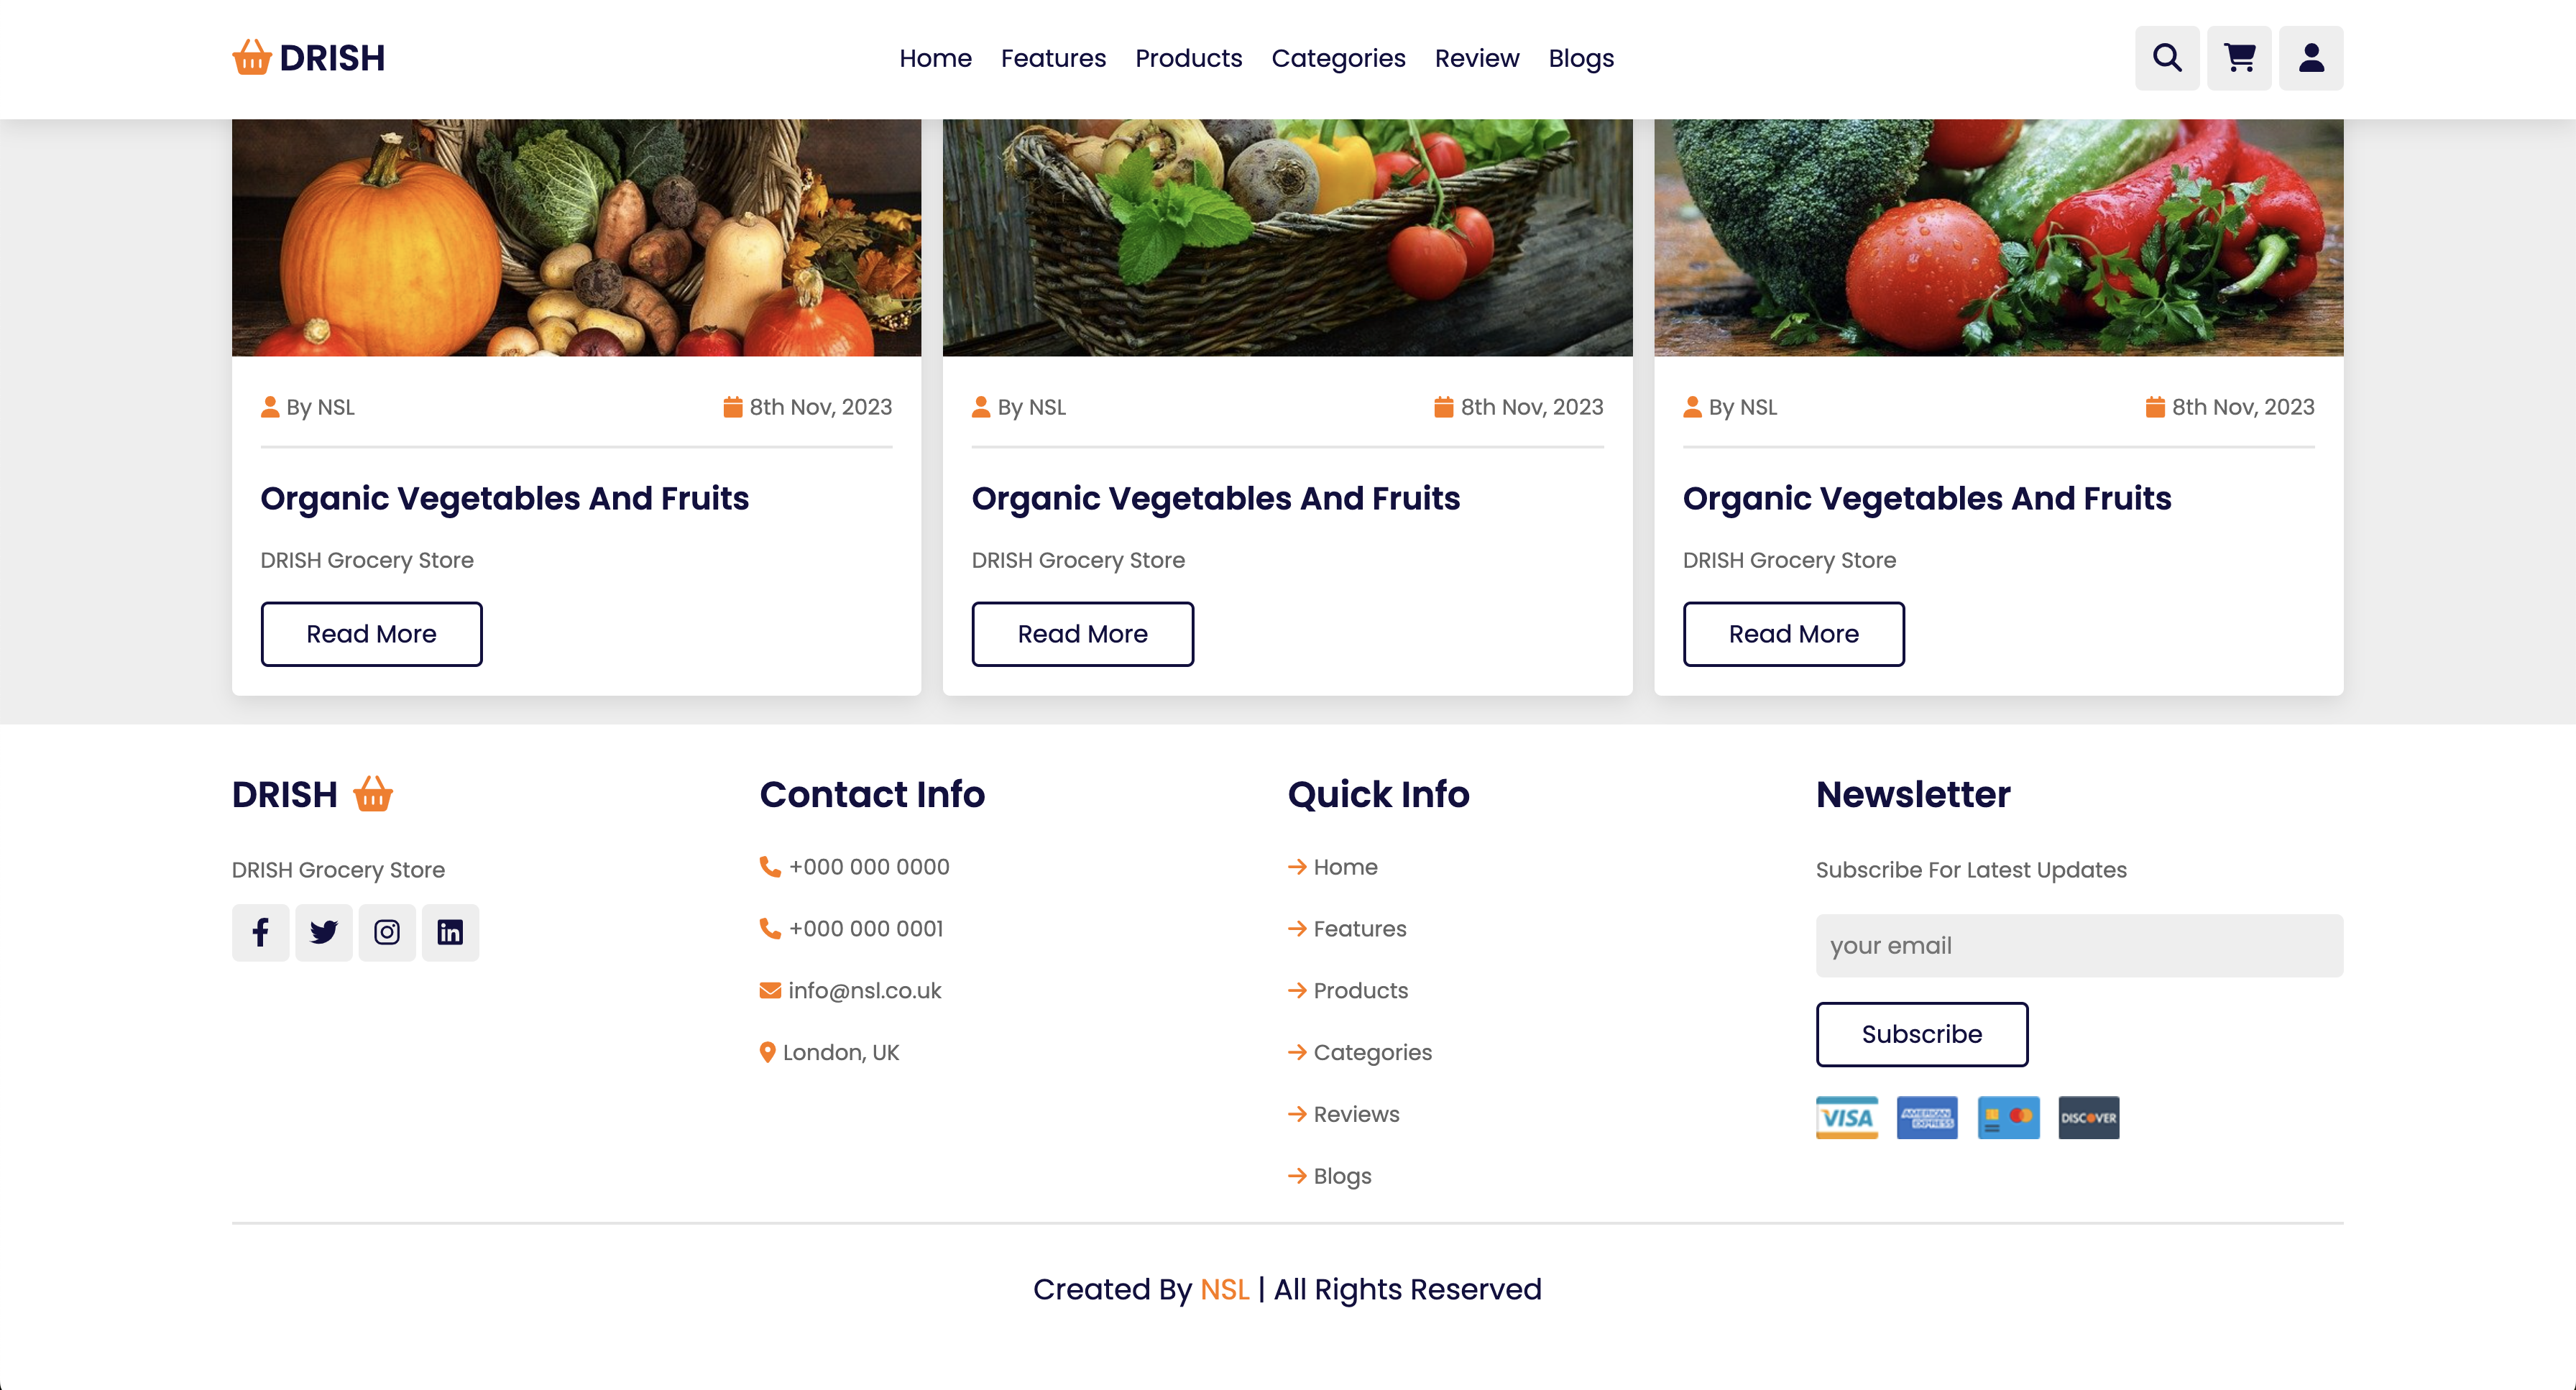 DRISH
Home Features Products Categories Review Blogs
By NSL 8th Nov, 2023
Organic Vegetables And Fruits
DRISH Grocery Store
Read More
By NSL 8th Nov, 2023
Organic Vegetables And Fruits
DRISH Grocery Store
Read More
By NSL 8th Nov, 2023
Organic Vegetables And Fruits
DRISH Grocery Store
Read More
DRISH
DRISH Grocery Store
Contact Info
+000 000 0000
+000 000 0001
info@nsl.co.uk
London, UK
Quick Info
Home
Features
Products
Categories
Reviews
Blogs
Newsletter
Subscribe For Latest Updates
your email
Subscribe
VISA
AMERICAN EXPRESS
DISCOVER
Created By NSL | All Rights Reserved